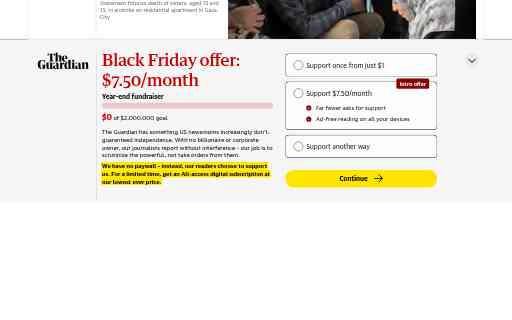 Statement follows death of sisters, aged 13 and
15, in airstrike on residential apartment in Gaza
City
The
Guardian
Black Friday offer:
$7.50/month
Year-end fundraiser
$0 of $2,000,000 goal
The Guardian has something US newsrooms increasingly don't–
guaranteed independence. With no billionaire or corporate
owner, our journalists report without interference – our job is to
scrutinize the powerful, not take orders from them.
We have no paywall – instead, our readers choose to support
us. For a limited time, get an All-access digital subscription at
our lowest ever price.
Support once from just $1
Intro offer
Support $7.50/month
Far fewer asks for support
Ad-free reading on all your devices
Support another way
Continue →